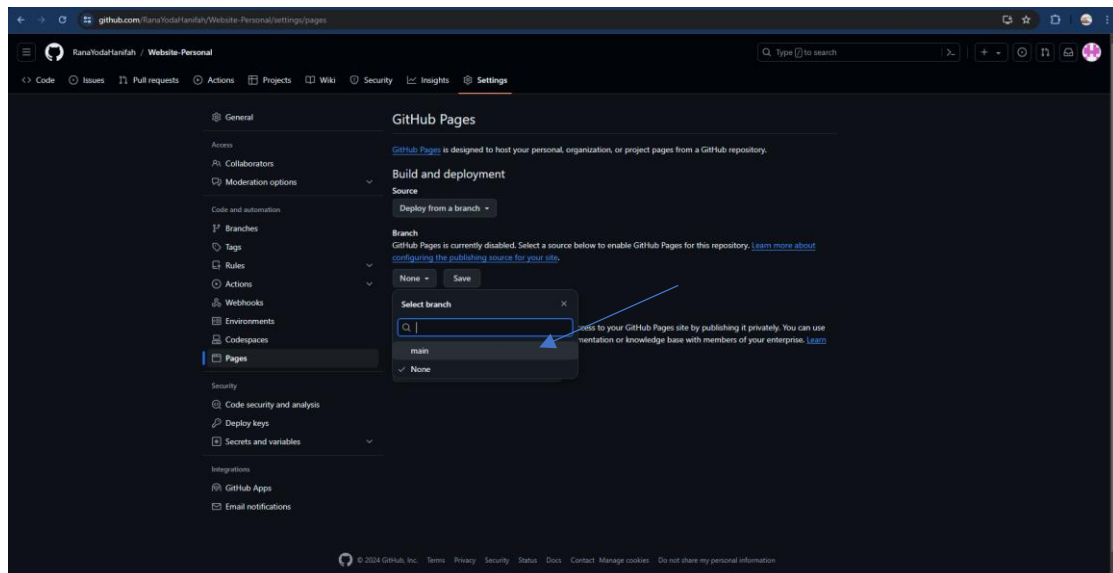 github.com/RanaYodaHanifah/Website-Personal/settings/pages
RanaYodaHanifah / Website-Personal
Type / to search
Code Issues Pull requests Actions Projects Wiki Security Insights Settings
General
Access
Collaborators
Moderation options
Code and automation
Branches
Tags
Rules
Actions
Webhooks
Environments
Codespaces
Pages
Security
Code security and analysis
Deploy keys
Secrets and variables
Integrations
GitHub Apps
Email notifications
GitHub Pages
GitHub Pages is designed to host your personal, organization, or project pages from a GitHub repository.
Build and deployment
Source
Deploy from a branch
Branch
GitHub Pages is currently disabled. Select a source below to enable GitHub Pages for this repository. Learn more about
configuring the publishing source for your site.
None Save
Select branch
to your GitHub Pages site by publishing it privately. You can use
or knowledge base with members of your enterprise. Learn
main
None
© 2024 GitHub, Inc. Terms Privacy Security Status Docs Contact Manage cookies Do not share my personal information